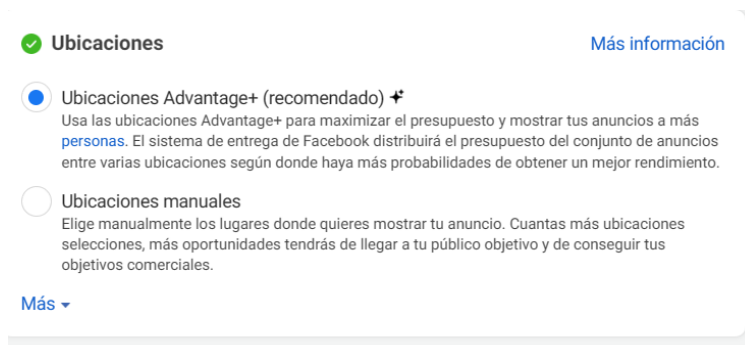 Ubicaciones
Más información
Ubicaciones Advantage+ (recomendado)
Usa las ubicaciones Advantage+ para maximizar el presupuesto y mostrar tus anuncios a más
personas. El sistema de entrega de Facebook distribuirá el presupuesto del conjunto de anuncios
entre varias ubicaciones según donde haya más probabilidades de obtener un mejor rendimiento.
Ubicaciones manuales
Elige manualmente los lugares donde quieres mostrar tu anuncio. Cuantas más ubicaciones
selecciones, más oportunidades tendrás de llegar a tu público objetivo y de conseguir tus
objetivos comerciales.
Más